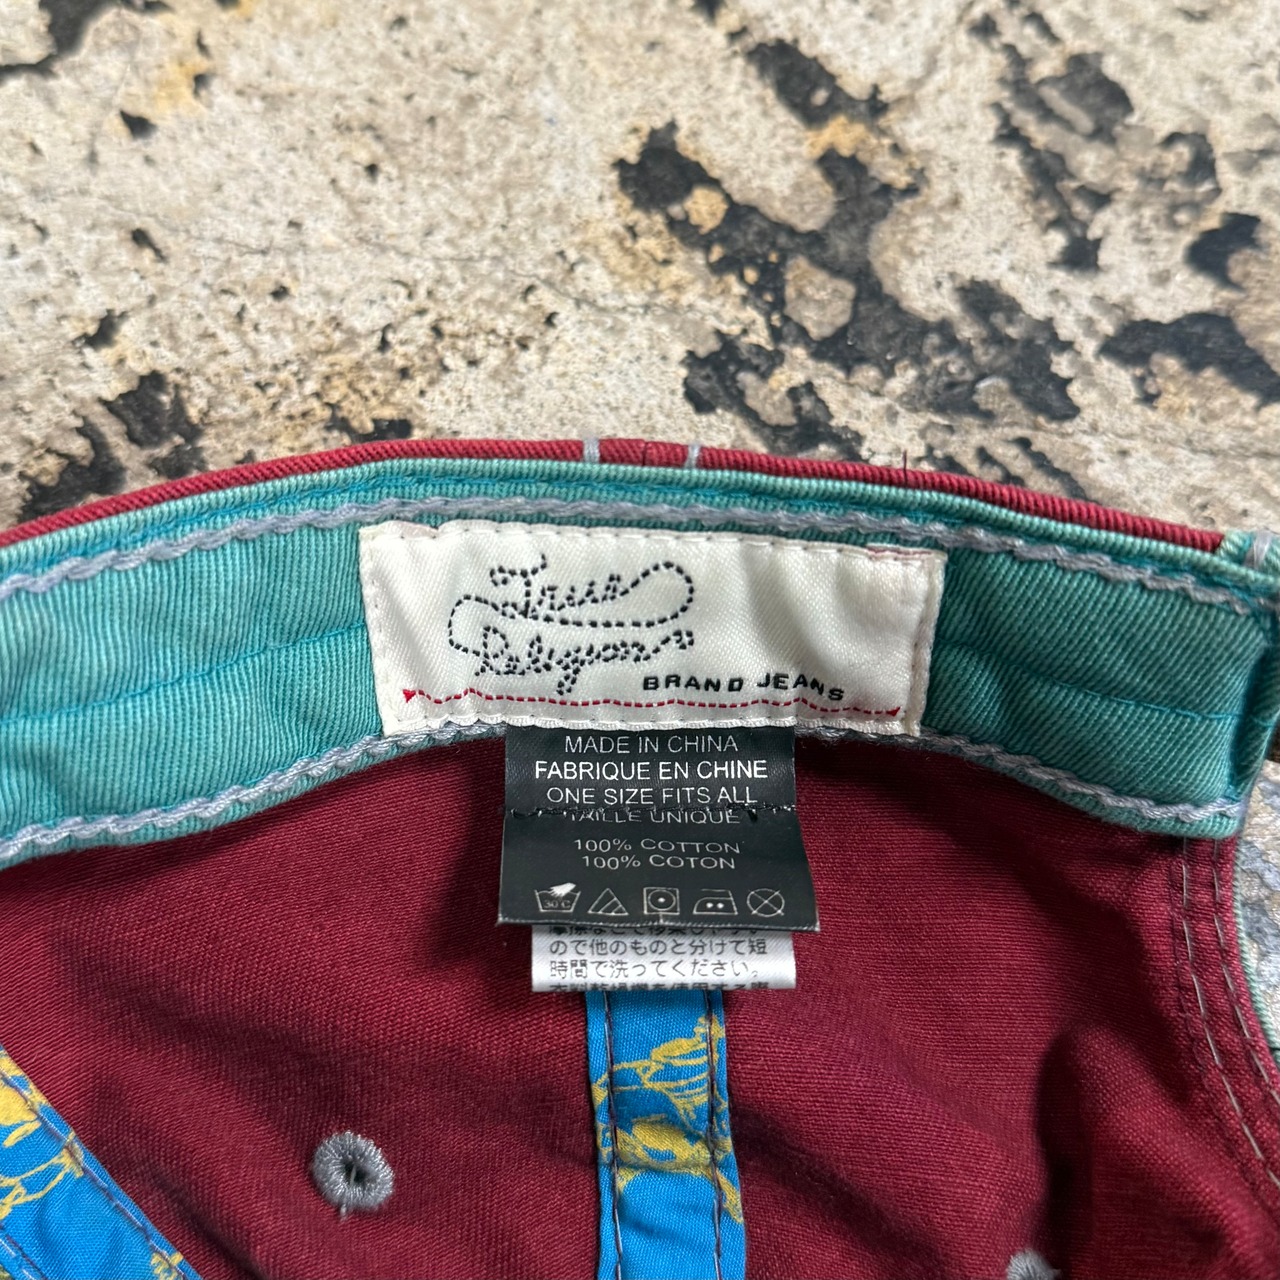 True
Religion
BRAND JEANS
MADE IN CHINA
FABRIQUE EN CHINE
ONE SIZE FITS ALL
TAILLE UNIQUE
100% COTTON
100% COTON
30°C
ので他のものと分けて短
時間で洗ってください。